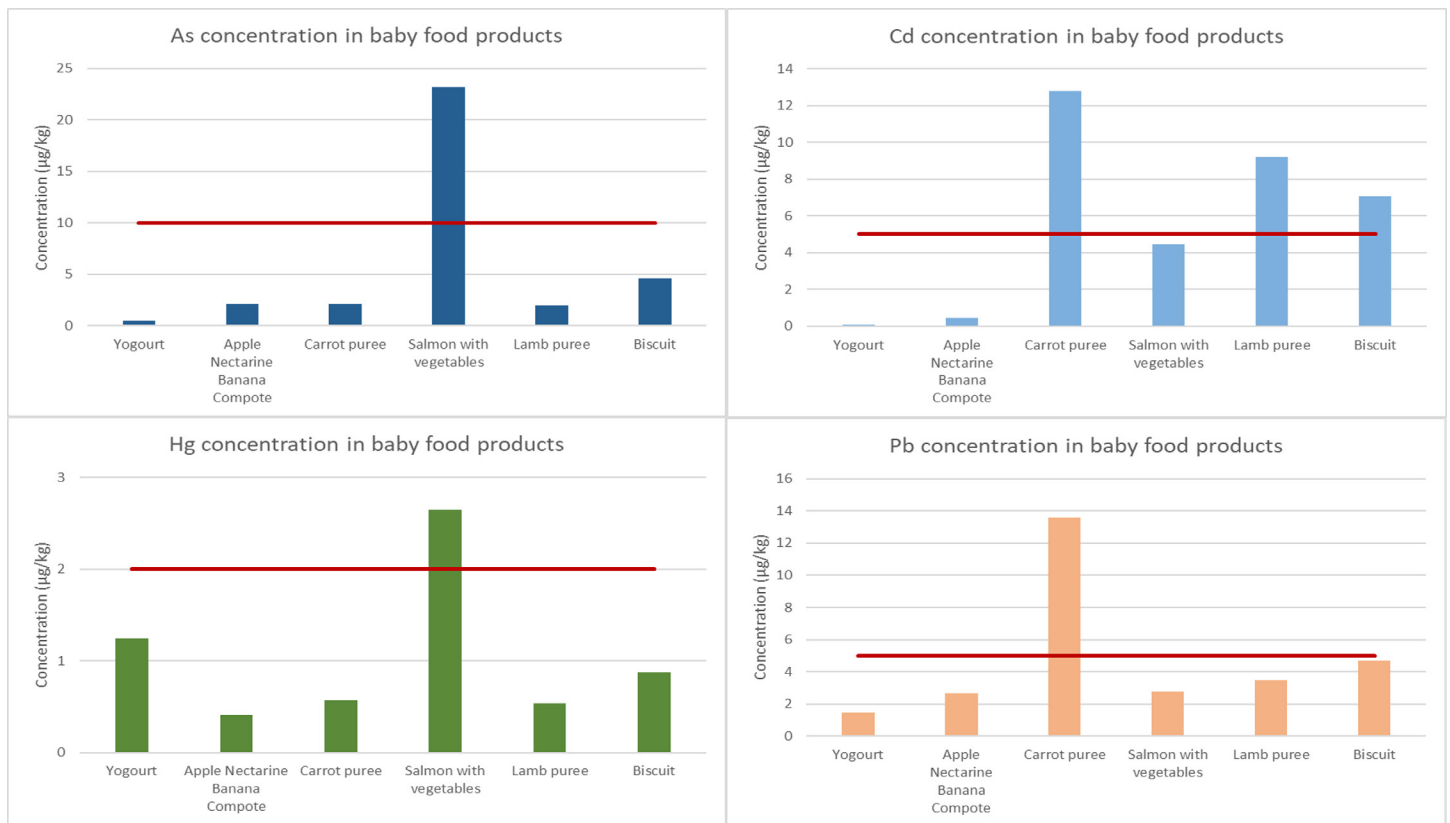 As concentration in baby food products
Concentration (µg/kg)
25
20
15
10
5
0
Yogourt
Apple
Nectarine
Banana
Compote
Carrot puree
Salmon with
vegetables
Lamb puree
Biscuit
Cd concentration in baby food products
Concentration (µg/kg)
14
12
10
8
6
4
2
0
Yogourt
Apple
Nectarine
Banana
Compote
Carrot puree
Salmon with
vegetables
Lamb puree
Biscuit
Hg concentration in baby food products
Concentration (µg/kg)
3
2
1
0
Yogourt
Apple Nectarine
Banana
Compote
Carrot puree
Salmon with
vegetables
Lamb puree
Biscuit
Pb concentration in baby food products
Concentration (µg/kg)
16
14
12
10
8
6
4
2
0
Yogourt
Apple
Nectarine
Banana
Compote
Carrot puree
Salmon with
vegetables
Lamb puree
Biscuit